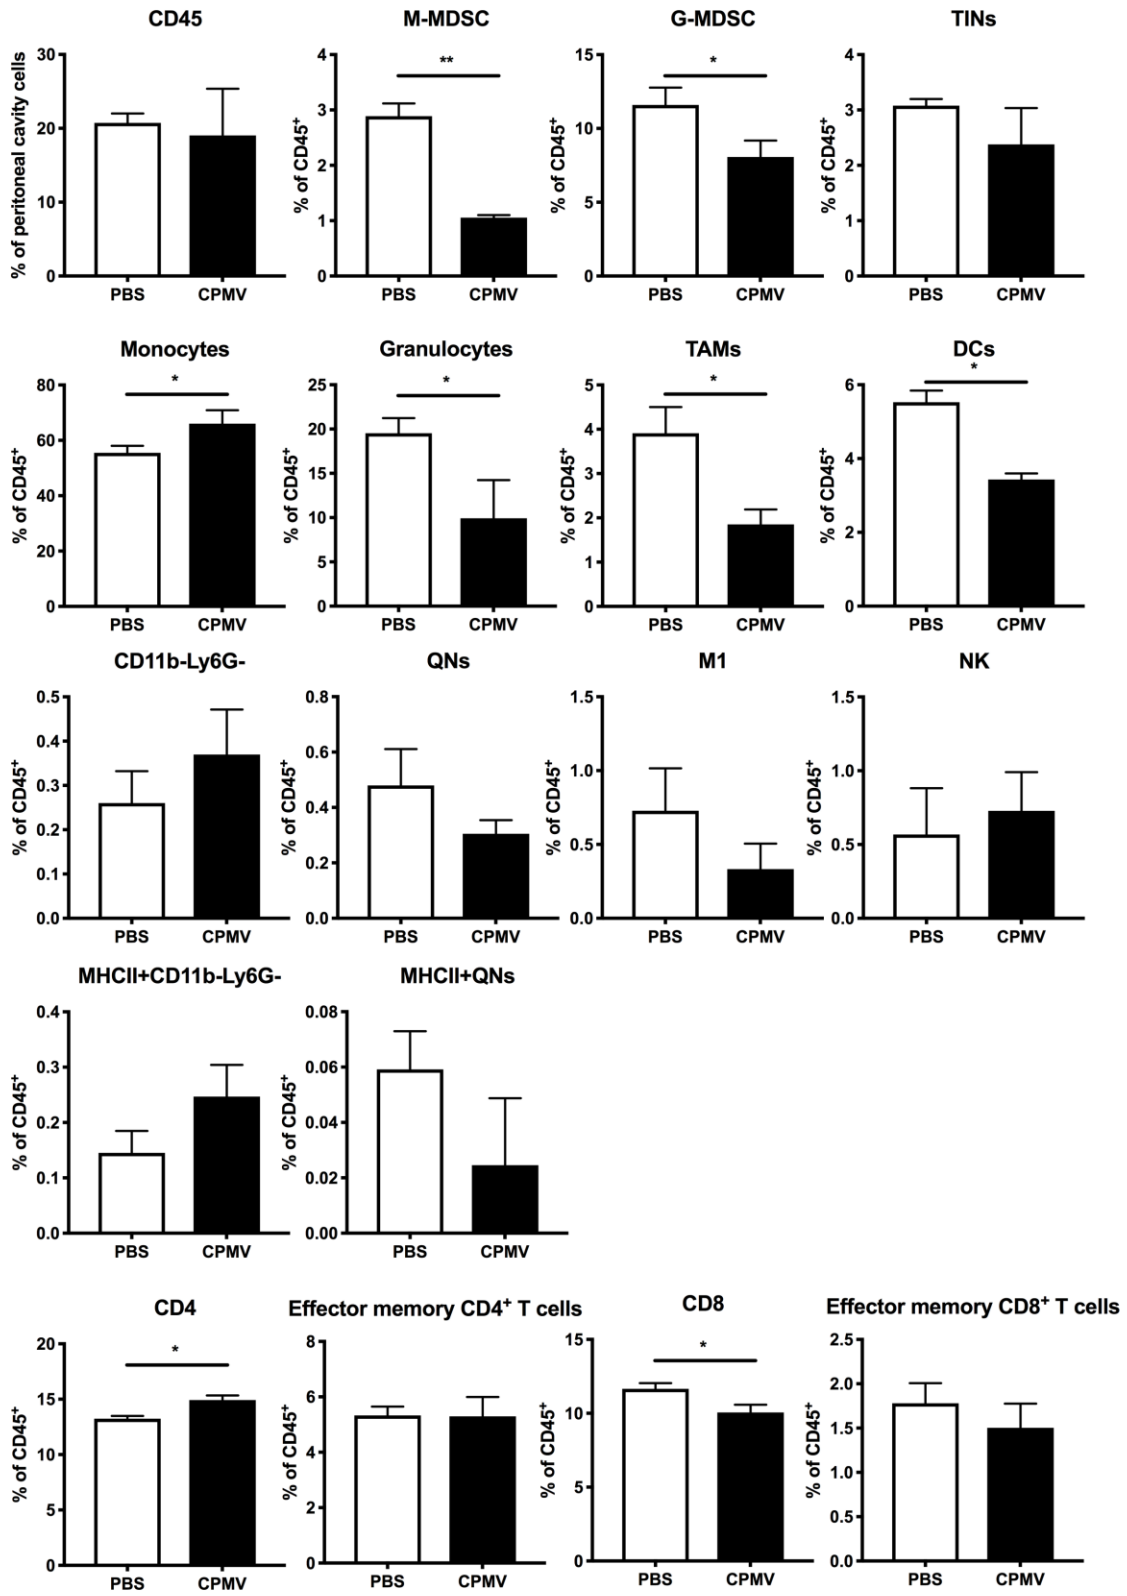 CD45
% of peritoneal cavity cells
30
20
10
0
PBS CPMV
M-MDSC
**
% of CD45⁺
4
3
2
1
0
PBS CPMV
G-MDSC
*
% of CD45⁺
15
10
5
0
PBS CPMV
TINs
% of CD45⁺
4
3
2
1
0
PBS CPMV
Monocytes
*
% of CD45⁺
80
60
40
20
0
PBS CPMV
Granulocytes
*
% of CD45⁺
25
20
15
10
5
0
PBS CPMV
TAMs
*
% of CD45⁺
5
4
3
2
1
0
PBS CPMV
DCs
*
% of CD45⁺
6
4
2
0
PBS CPMV
CD11b-Ly6G-
% of CD45⁺
0.5
0.4
0.3
0.2
0.1
0.0
PBS CPMV
QNs
% of CD45⁺
0.8
0.6
0.4
0.2
0.0
PBS CPMV
M1
% of CD45⁺
1.5
1.0
0.5
0.0
PBS CPMV
NK
% of CD45⁺
1.5
1.0
0.5
0.0
PBS CPMV
MHCII+CD11b-Ly6G-
% of CD45⁺
0.4
0.3
0.2
0.1
0.0
PBS CPMV
MHCII+QNs
% of CD45⁺
0.08
0.06
0.04
0.02
0.00
PBS CPMV
CD4
*
% of CD45⁺
20
15
10
5
0
PBS CPMV
Effector memory CD4⁺ T cells
% of CD45⁺
8
6
4
2
0
PBS CPMV
CD8
*
% of CD45⁺
15
10
5
0
PBS CPMV
Effector memory CD8⁺ T cells
% of CD45⁺
2.5
2.0
1.5
1.0
0.5
0.0
PBS CPMV